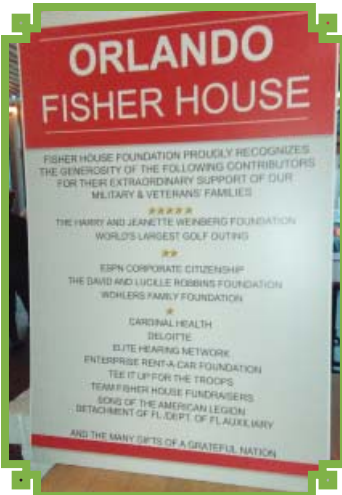 ORLANDO
FISHER HOUSE
FISHER HOUSE FOUNDATION PROUDLY RECOGNIZES
THE GENEROSITY OF THE FOLLOWING CONTRIBUTORS
FOR THEIR EXTRAORDINARY SUPPORT OF OUR
MILITARY & VETERANS' FAMILIES
★★★★★
THE HARRY AND JEANETTE WEINBERG FOUNDATION
WORLD'S LARGEST GOLF OUTING
★★
ESPN CORPORATE CITIZENSHIP
THE DAVID AND LUCILLE ROBBINS FOUNDATION
WOHLERS FAMILY FOUNDATION
★
CARDINAL HEALTH
DELOITTE
ELITE HEARING NETWORK
ENTERPRISE RENT-A-CAR FOUNDATION
TEE IT UP FOR THE TROOPS
TEAM FISHER HOUSE FUNDRAISERS
SONS OF THE AMERICAN LEGION
DETACHMENT OF FL./DEPT. OF FL AUXILIARY
AND THE MANY GIFTS OF A GRATEFUL NATION